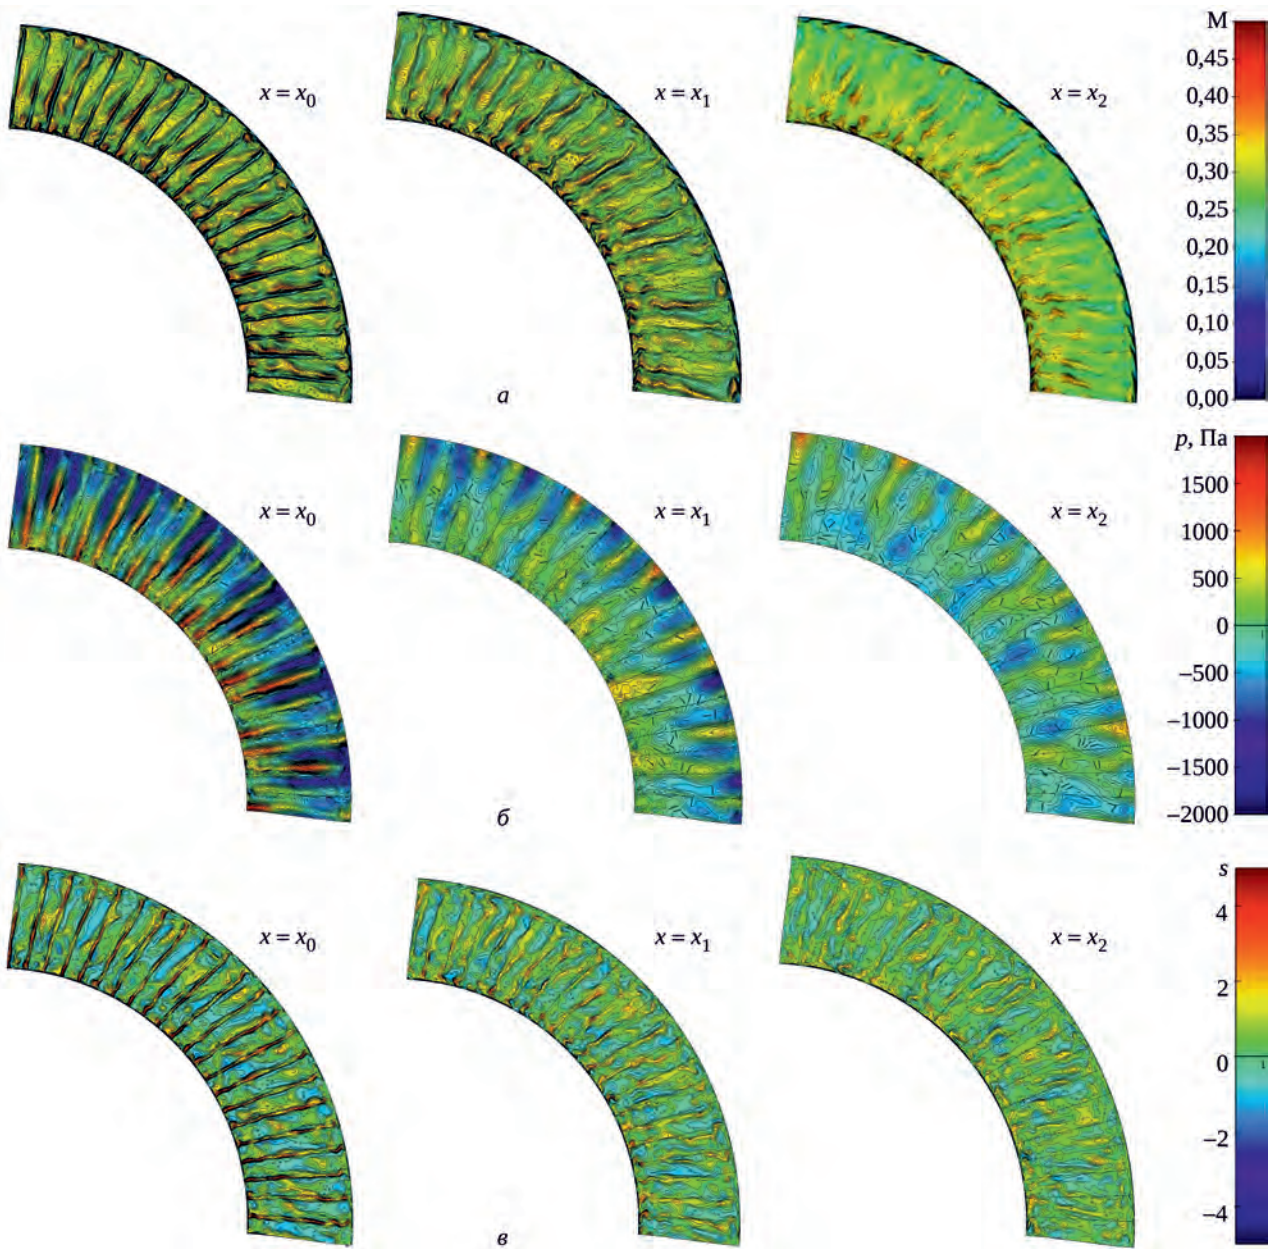 x = x0
x = x1
x = x2
М
0,45
0,40
0,35
0,30
0,25
0,20
0,15
0,10
0,05
0,00
а
x = x0
x = x1
x = x2
p, Па
1500
1000
500
0
–500
–1000
–1500
–2000
б
x = x0
x = x1
x = x2
s
4
2
0
–2
–4
в